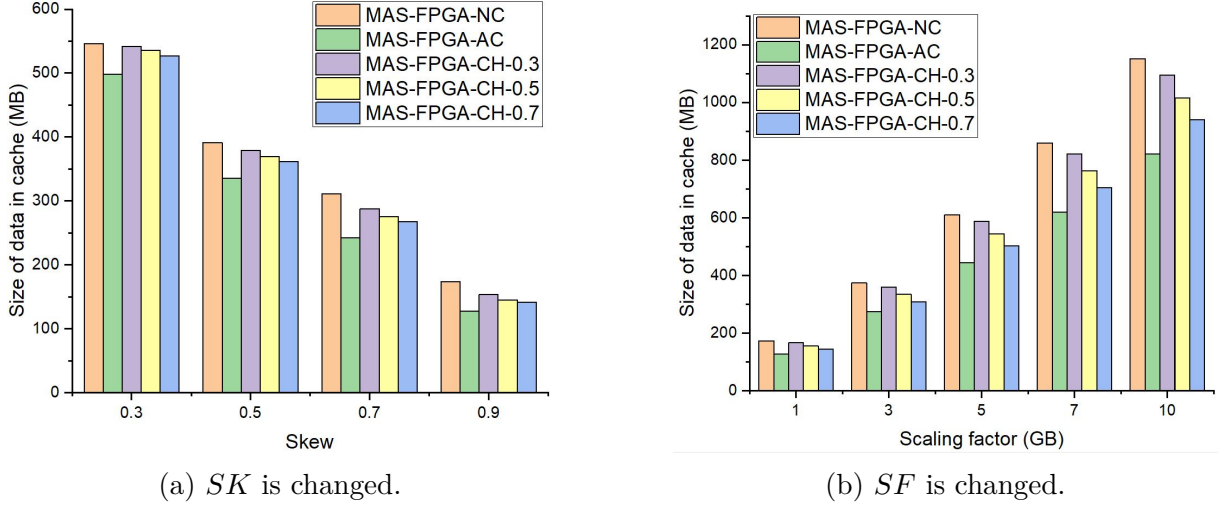 600
500
400
300
200
100
0
Size of data in cache (MB)
MAS-FPGA-NC
MAS-FPGA-AC
MAS-FPGA-CH-0.3
MAS-FPGA-CH-0.5
MAS-FPGA-CH-0.7
0.3 0.5 0.7 0.9
Skew
(a) SK is changed.
1200
1000
800
600
400
200
0
Size of data in cache (MB)
MAS-FPGA-NC
MAS-FPGA-AC
MAS-FPGA-CH-0.3
MAS-FPGA-CH-0.5
MAS-FPGA-CH-0.7
1 3 5 7 10
Scaling factor (GB)
(b) SF is changed.